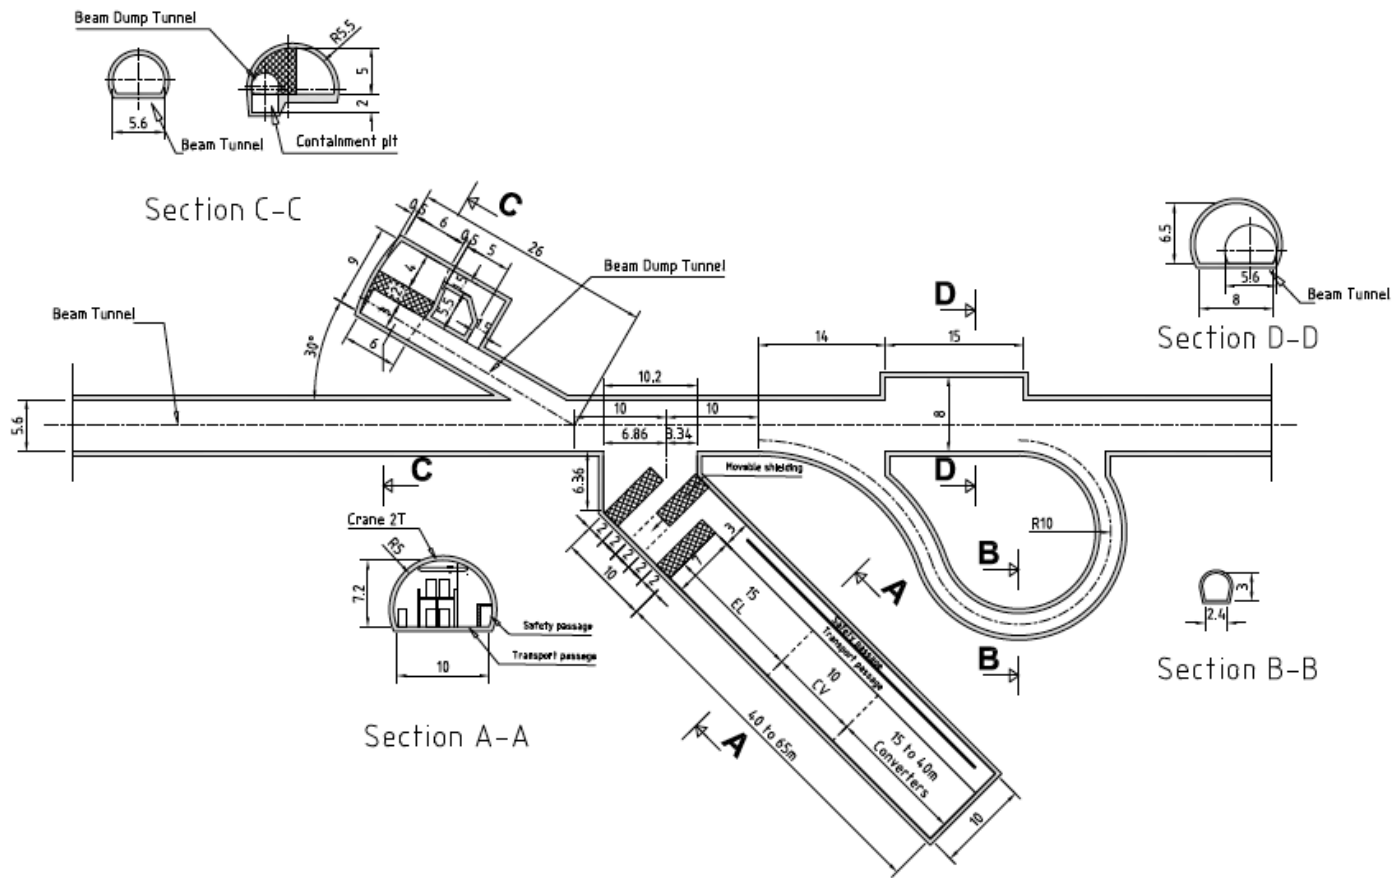 Beam Dump Tunnel
R5.5
5
2
5.6
Beam Tunnel
Containment pit
Section C-C
C
0.5
6
0.5
5
26
9
4
5.5
6
30°
Beam Dump Tunnel
Beam Tunnel
5.6
6.5
5.6
8
Beam Tunnel
Section D-D
D
14
15
10.2
10
10
6.86
3.34
8
Movable shielding
6.36
C
D
Crane 2T
R5
7.2
Safety passage
Transport passage
10
Section A-A
2
2
2
2
2
10
3
15
EL
10
CV
15 to 40m
Converters
Safety passage
Transport passage
40 to 65m
10
A
A
R10
B
B
3
2.4
Section B-B